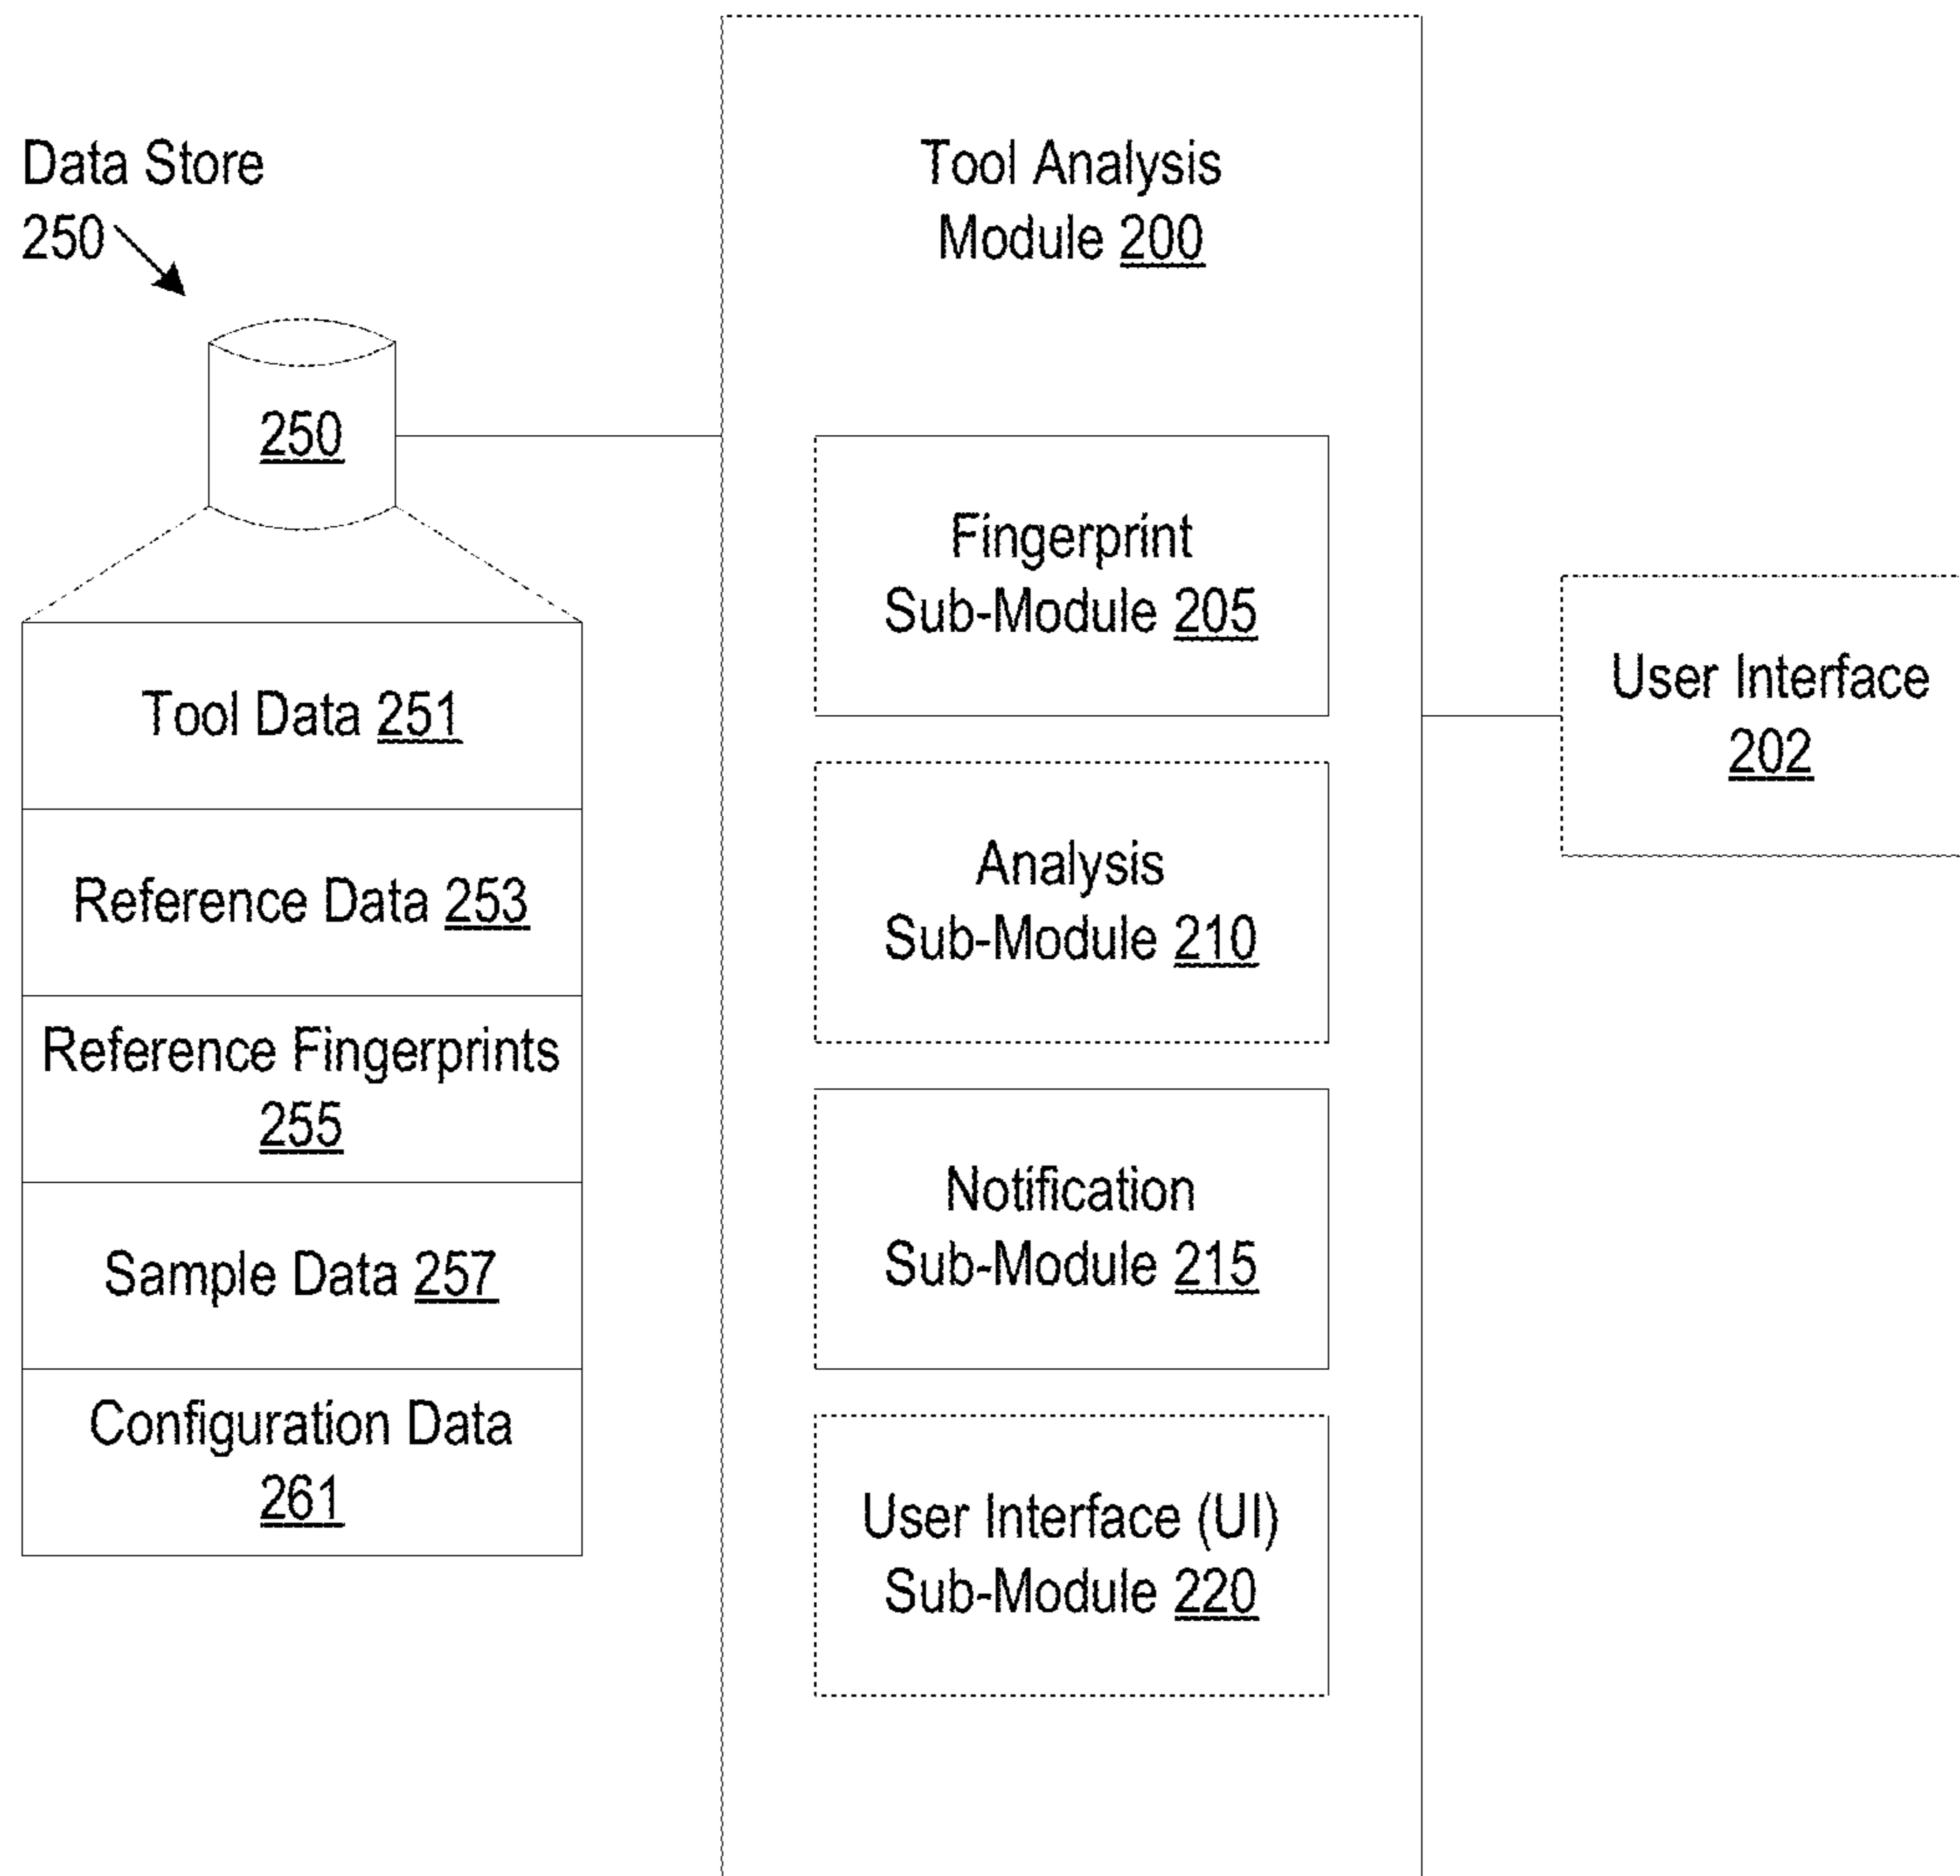 Data Store
250
250
Tool Data 251
Reference Data 253
Reference Fingerprints
255
Sample Data 257
Configuration Data
261
Tool Analysis
Module 200
Fingerprint
Sub-Module 205
Analysis
Sub-Module 210
Notification
Sub-Module 215
User Interface (UI)
Sub-Module 220
User Interface
202